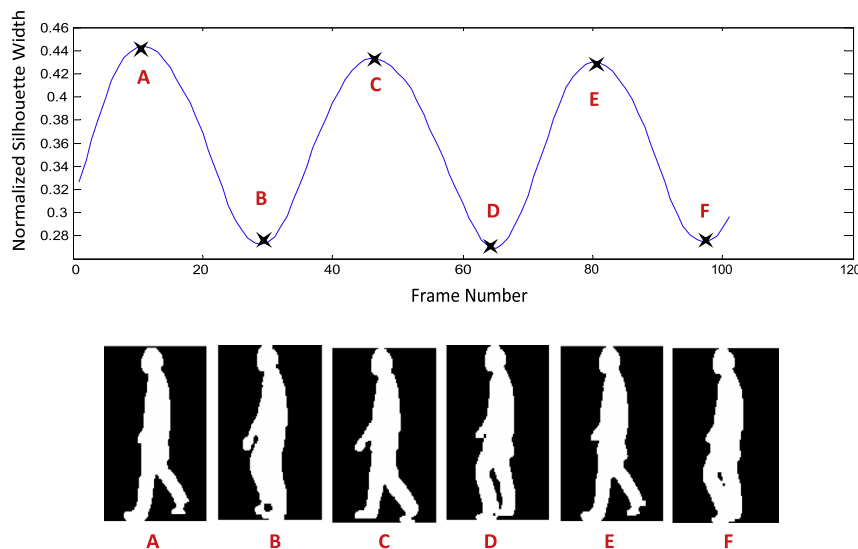 0.46
0.44
0.42
0.4
0.38
0.36
0.34
0.32
0.3
0.28
Normalized Silhouette Width
A
B
C
D
E
F
0 20 40 60 80 100 120
Frame Number
A B C D E F